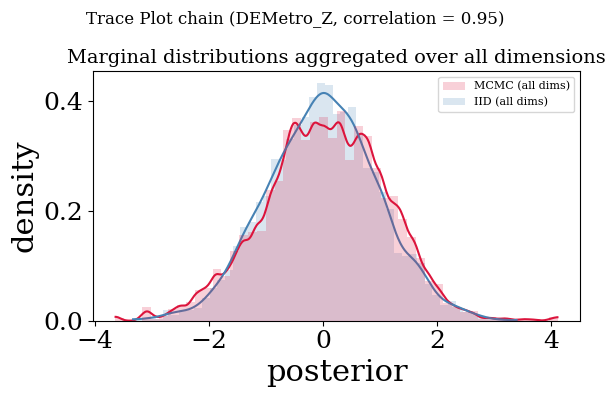 Trace Plot chain (DEMetro_Z, correlation = 0.95)
Marginal distributions aggregated over all dimensions
MCMC (all dims)
IID (all dims)
density
0.4
0.2
0.0
−4 −2 0 2 4
posterior